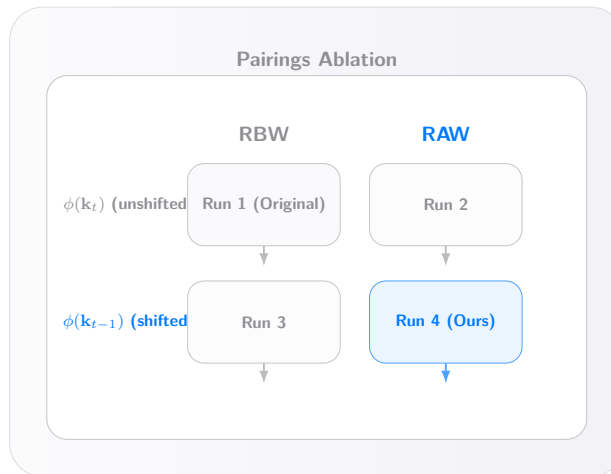 Pairings Ablation
RBW RAW
ϕ(k_t) (unshifted Run 1 (Original) Run 2
ϕ(k_{t−1}) (shifted Run 3 Run 4 (Ours)